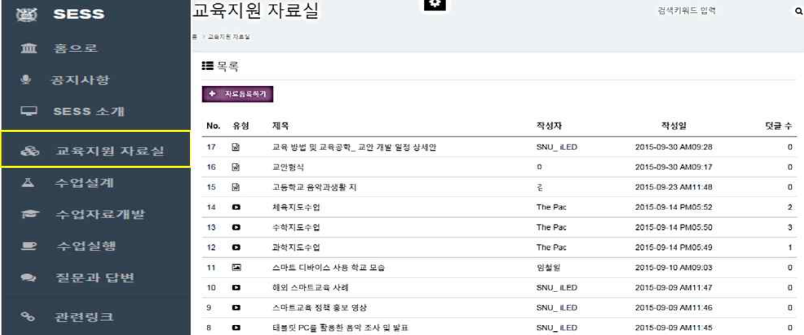 SESS
홈으로
공지사항
SESS 소개
교육지원 자료실
수업설계
수업자료개발
수업실행
질문과 답변
관련링크
교육지원 자료실
검색키워드 입력
홈 교육지원 자료실
목록
+ 자료등록하기
No. 유형 제목 작성자 작성일 댓글 수
17 교육 방법 및 교육공학_ 교안 개발 일정 상세안 SNU_ iLED 2015-09-30 AM09:28 0
16 교안형식 2015-09-30 AM09:17 0
15 고등학교 음악과생활 지 2015-09-23 AM11:48 0
14 체육지도수업 The Pac 2015-09-14 PM05:52 2
13 수학지도수업 The Pac 2015-09-14 PM05:50 3
12 과학지도수업 The Pac 2015-09-14 PM05:49 1
11 스마트 디바이스 사용 학교 모습 임철일 2015-09-10 AM09:03 0
10 해외 스마트교육 사례 SNU_ iLED 2015-09-09 AM11:47 0
9 스마트교육 정책 홍보 영상 SNU_ iLED 2015-09-09 AM11:46 0
8 태블릿 PC를 활용한 음악 조사 및 발표 SNU_ iLED 2015-09-09 AM11:45 0